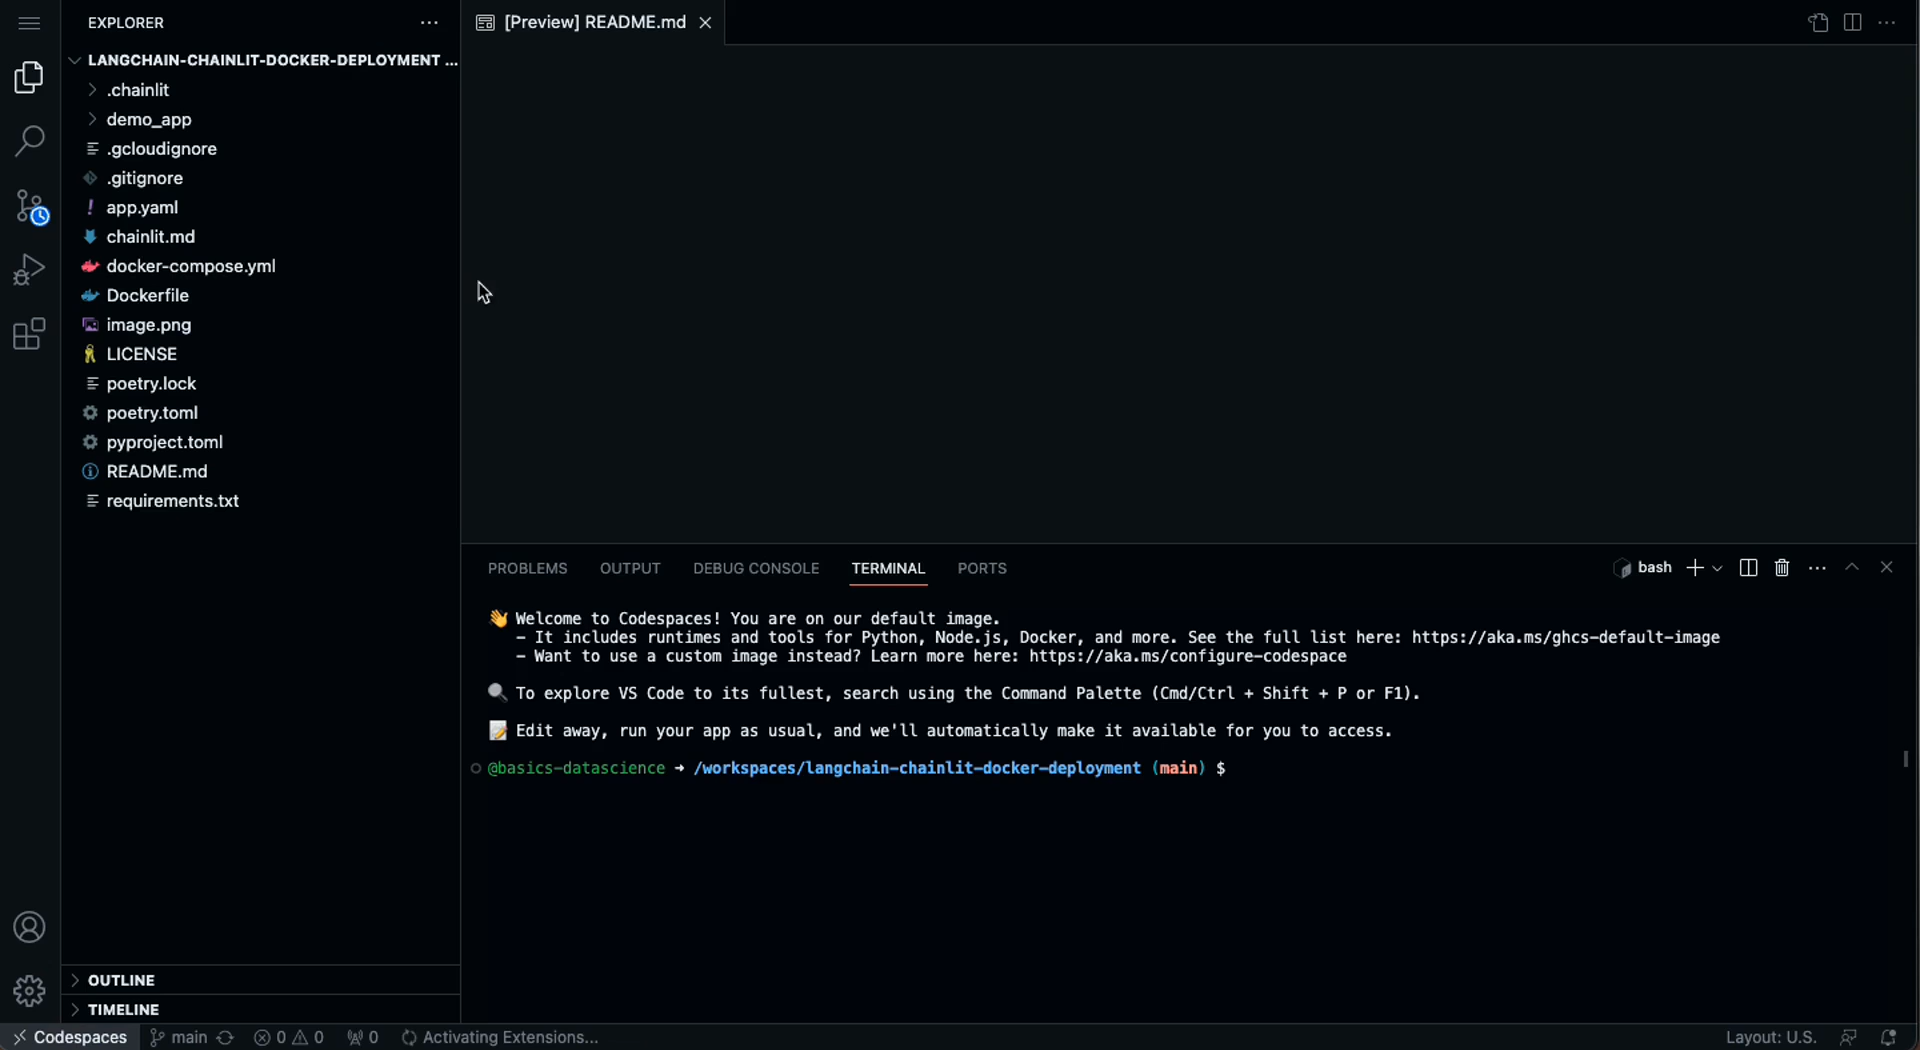 EXPLORER
LANGCHAIN-CHAINLIT-DOCKER-DEPLOYMENT ...
.chainlit
demo_app
.gcloudignore
.gitignore
app.yaml
chainlit.md
docker-compose.yml
Dockerfile
image.png
LICENSE
poetry.lock
poetry.toml
pyproject.toml
README.md
requirements.txt
OUTLINE
TIMELINE
[Preview] README.md
PROBLEMS OUTPUT DEBUG CONSOLE TERMINAL PORTS
bash
👋 Welcome to Codespaces! You are on our default image.
- It includes runtimes and tools for Python, Node.js, Docker, and more. See the full list here: https://aka.ms/ghcs-default-image
- Want to use a custom image instead? Learn more here: https://aka.ms/configure-codespace
🔍 To explore VS Code to its fullest, search using the Command Palette (Cmd/Ctrl + Shift + P or F1).
📝 Edit away, run your app as usual, and we'll automatically make it available for you to access.
@basics-datascience → /workspaces/langchain-chainlit-docker-deployment (main) $
Codespaces main 0 0 0 Activating Extensions... Layout: U.S.